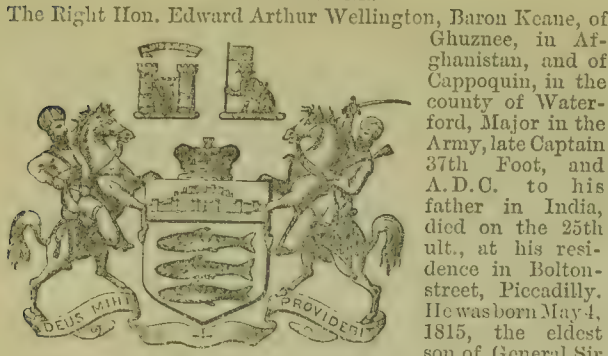 The Right Hon. Edward Arthur Wellington, Baron Keane, of
Ghuznee, in Af-
ghanistan, and of
Cappoquin, in the
county of Water-
ford, Major in the
Army, late Captain
37th Foot, and
A.D.C. to his
father in India,
died on the 25th
ult., at his resi-
dence in Bolton-
street, Piccadilly.
He was born May 4,
1815, the eldest
son of General Sir
DEUS MIHI PROVIDEBIT